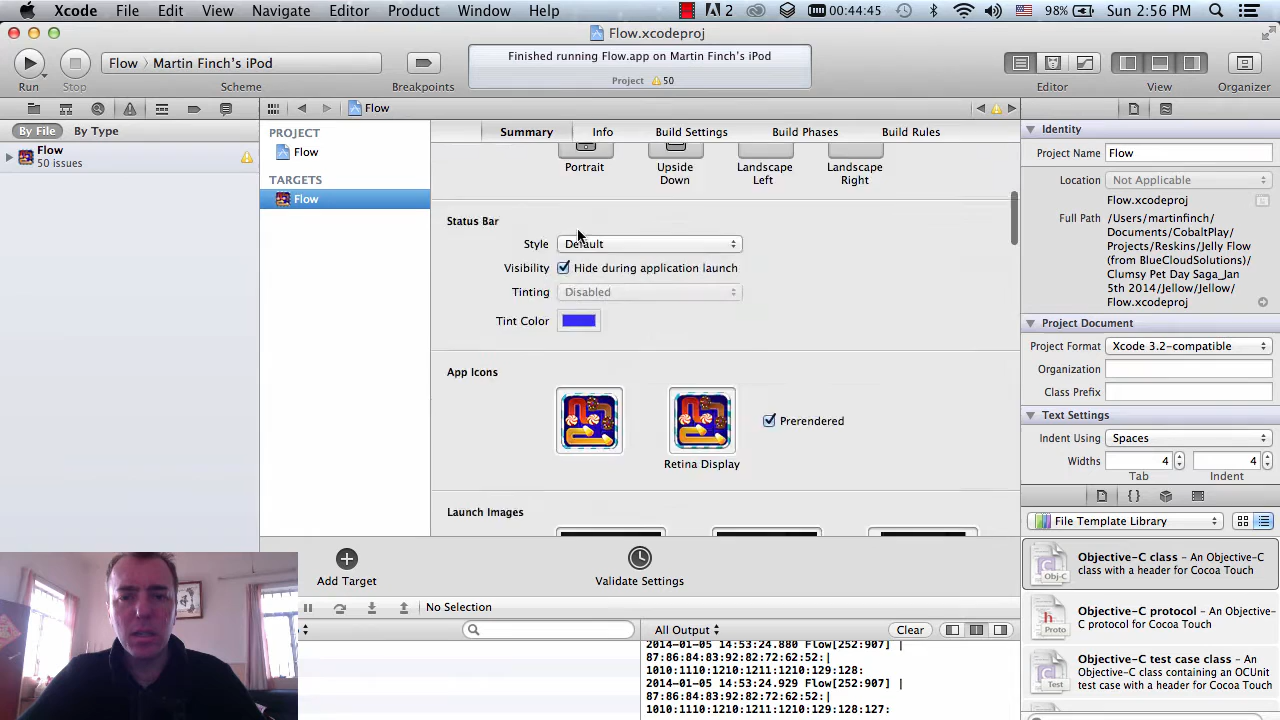 Xcode File Edit View Navigate Editor Product Window Help 2 00:44:45 98% Sun 2:56 PM
Flow.xcodeproj
Flow 〉 Martin Finch's iPod
Finished running Flow.app on Martin Finch's iPod
Project 50
Run Stop Scheme Breakpoints Editor View Organizer
Flow
By File By Type
Flow
50 issues
PROJECT
Flow
TARGETS
Flow
Summary Info Build Settings Build Phases Build Rules
Portrait
Upside
Down
Landscape
Left
Landscape
Right
Status Bar
Style Default
Visibility Hide during application launch
Tinting Disabled
Tint Color
App Icons
Prerendered
Retina Display
Launch Images
Add Target
Validate Settings
No Selection
All Output
Clear
2014-01-05 14:53:24.880 Flow[252:907] |
87:86:84:83:92:82:72:62:52:|
1010:1110:1210:1211:1210:129:128:
2014-01-05 14:53:24.929 Flow[252:907] |
87:86:84:83:92:82:72:62:52:|
1010:1110:1210:1211:1210:129:128:127:
Identity
Project Name Flow
Location Not Applicable
Flow.xcodeproj
Full Path /Users/martinfinch/
Documents/CobaltPlay/
Projects/Reskins/Jelly Flow
(from BlueCloudSolutions)/
Clumsy Pet Day Saga_Jan
5th 2014/Jellow/Jellow/
Flow.xcodeproj
Project Document
Project Format Xcode 3.2-compatible
Organization
Class Prefix
Text Settings
Indent Using Spaces
Widths 4 4
Tab Indent
{}
File Template Library
Obj-C
Objective-C class – An Objective-C
class with a header for Cocoa Touch
Proto
Objective-C protocol – An Objective-
C protocol for Cocoa Touch
Test
Objective-C test case class – An
Objective-C class containing an OCUnit
test case with a header for Cocoa Touch